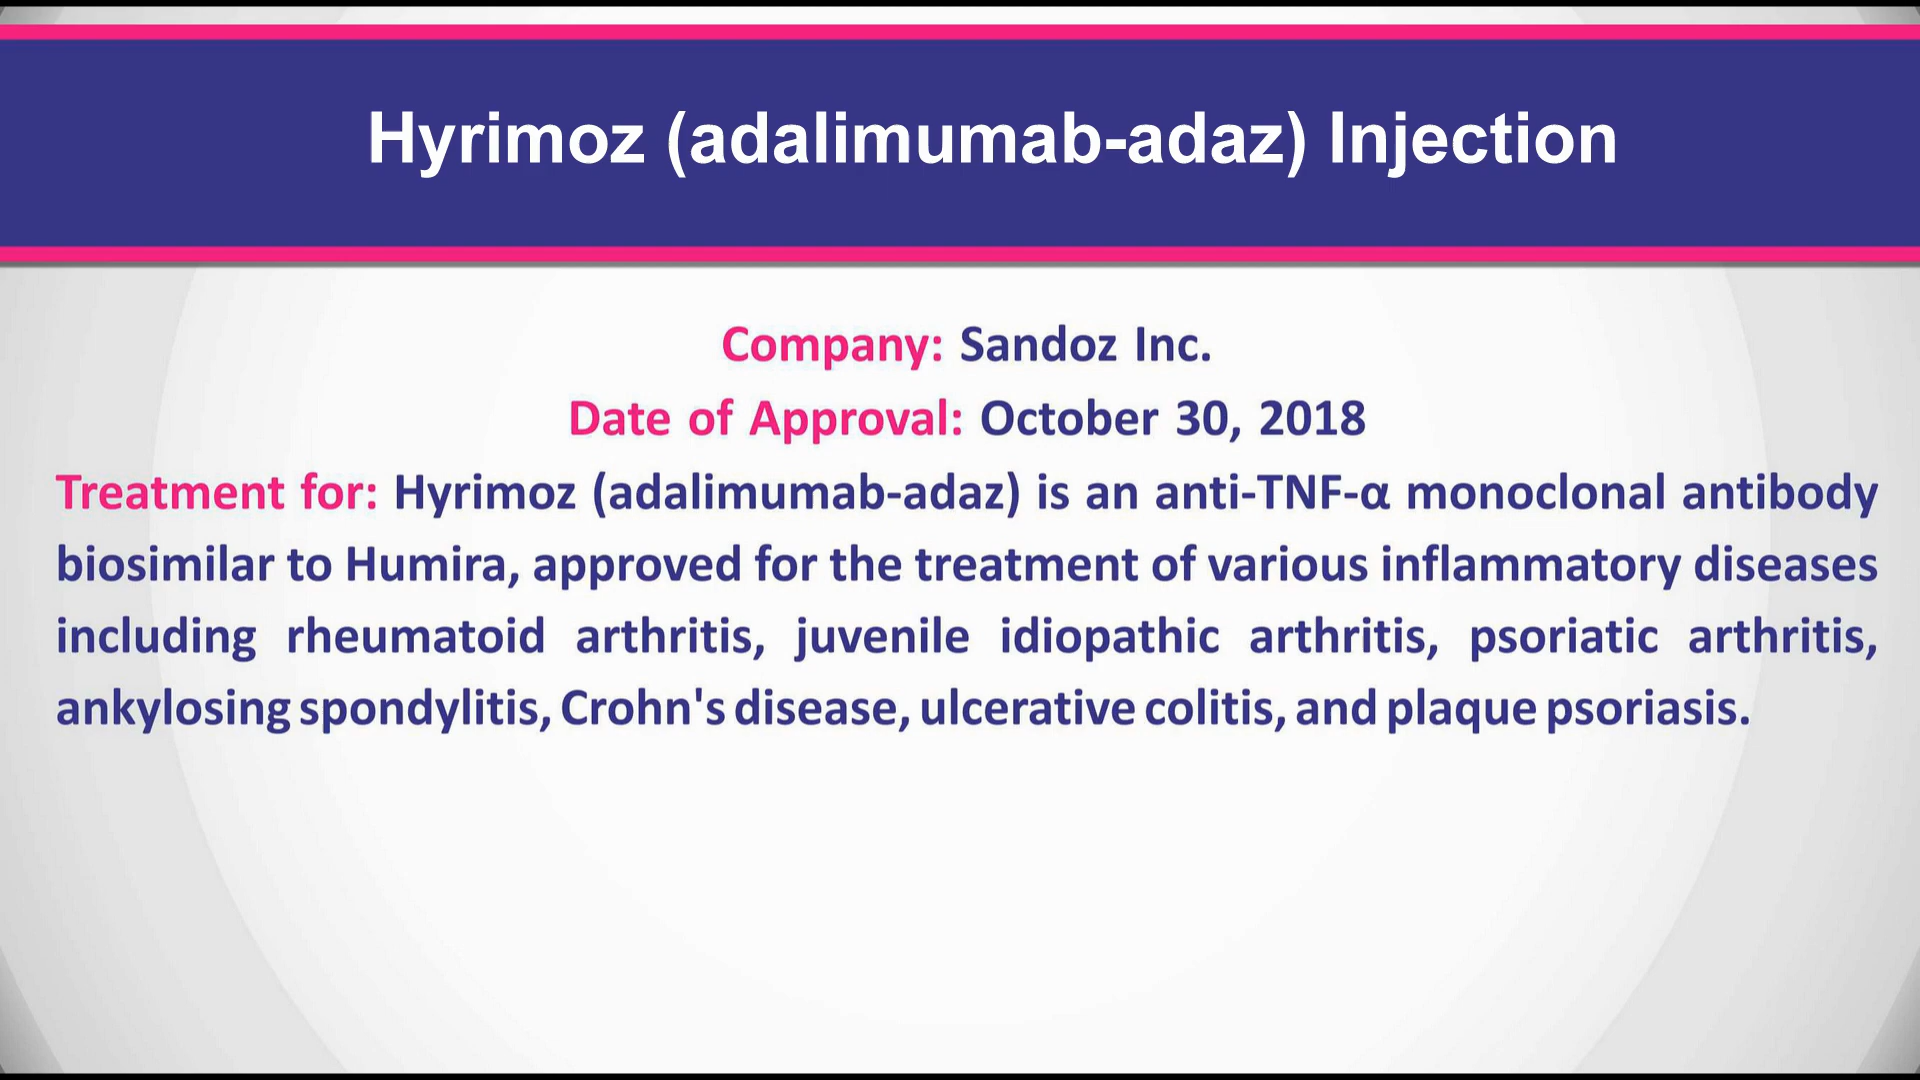 Hyrimoz (adalimumab-adaz) Injection
Company: Sandoz Inc.
Date of Approval: October 30, 2018
Treatment for: Hyrimoz (adalimumab-adaz) is an anti-TNF-α monoclonal antibody
biosimilar to Humira, approved for the treatment of various inflammatory diseases
including rheumatoid arthritis, juvenile idiopathic arthritis, psoriatic arthritis,
ankylosing spondylitis, Crohn's disease, ulcerative colitis, and plaque psoriasis.